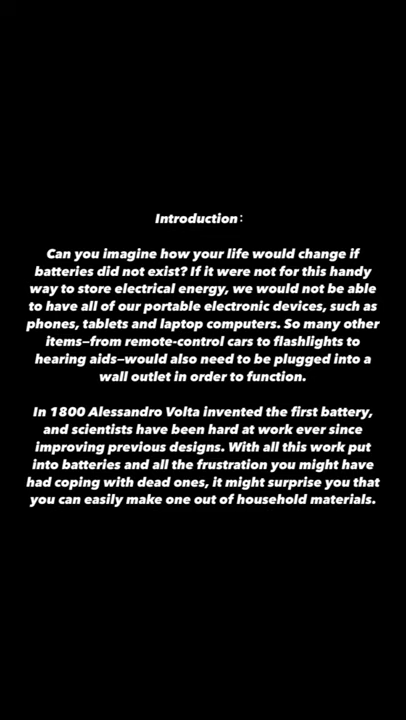 Introduction:
Can you imagine how your life would change if
batteries did not exist? If it were not for this handy
way to store electrical energy, we would not be able
to have all of our portable electronic devices, such as
phones, tablets and laptop computers. So many other
items—from remote-control cars to flashlights to
hearing aids—would also need to be plugged into a
wall outlet in order to function.
In 1800 Alessandro Volta invented the first battery,
and scientists have been hard at work ever since
improving previous designs. With all this work put
into batteries and all the frustration you might have
had coping with dead ones, it might surprise you that
you can easily make one out of household materials.